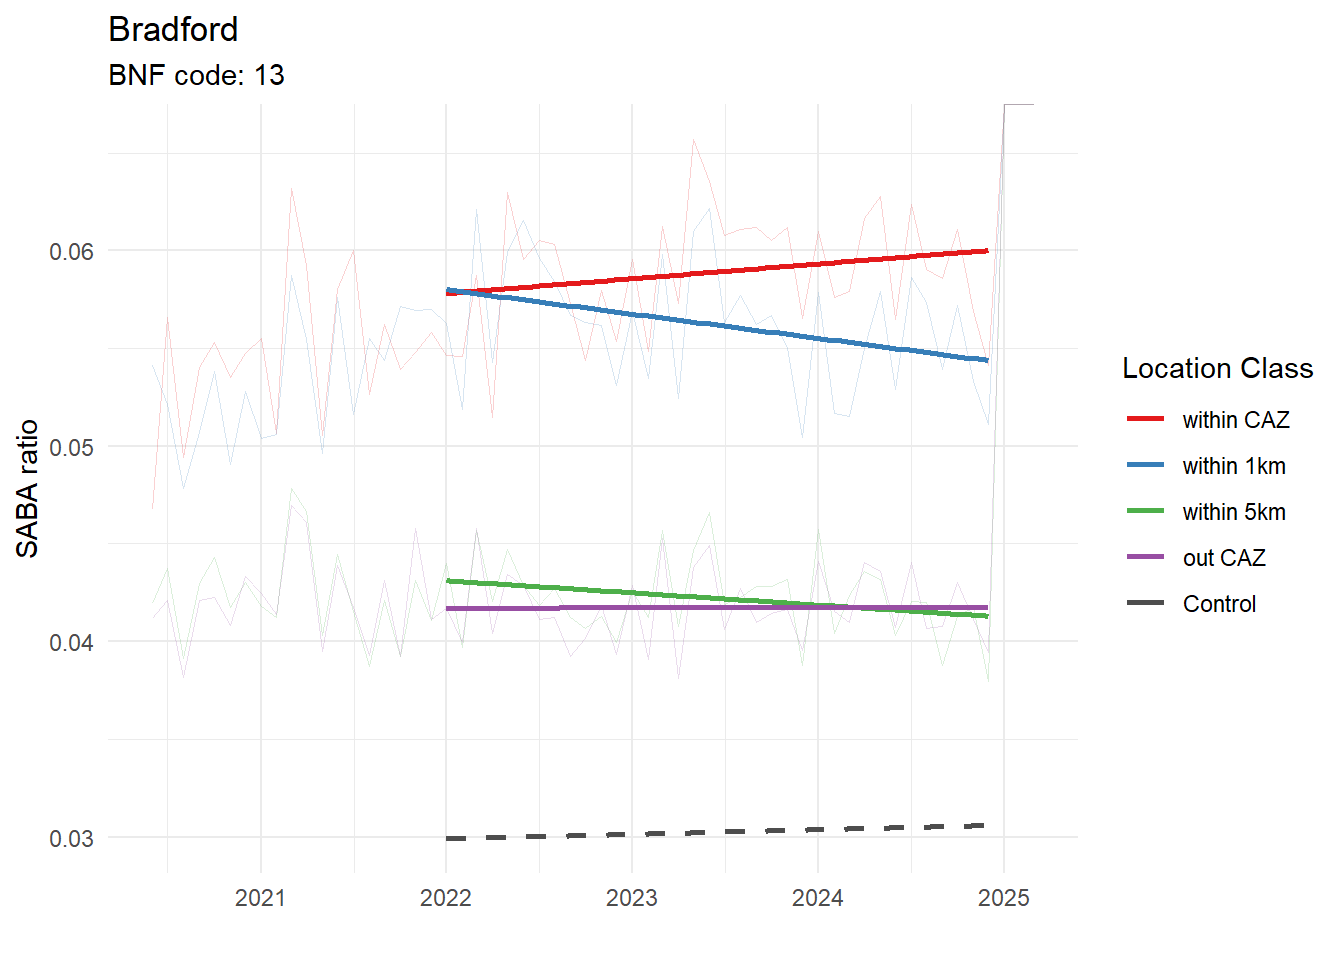 Bradford
BNF code: 13
SABA ratio
0.06
0.05
0.04
0.03
2021 2022 2023 2024 2025
Location Class
within CAZ
within 1km
within 5km
out CAZ
Control